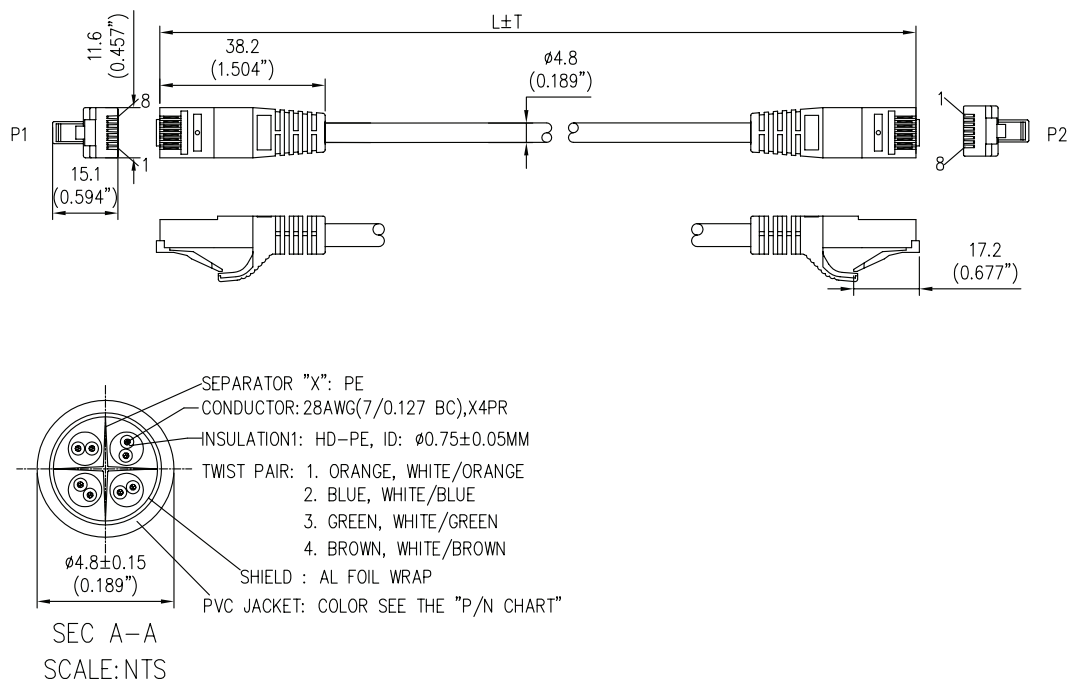 L±T
11.6
(0.457”)
38.2
(1.504”)
ø4.8
(0.189”)
8
1
P1
1
8
P2
15.1
(0.594”)
17.2
(0.677”)
SEPARATOR ”X”: PE
CONDUCTOR: 28AWG(7/0.127 BC),X4PR
INSULATION1: HD-PE, ID: ø0.75±0.05MM
TWIST PAIR: 1. ORANGE, WHITE/ORANGE
2. BLUE, WHITE/BLUE
3. GREEN, WHITE/GREEN
4. BROWN, WHITE/BROWN
ø4.8±0.15
(0.189”)
SHIELD : AL FOIL WRAP
PVC JACKET: COLOR SEE THE ”P/N CHART”
SEC A-A
SCALE: NTS